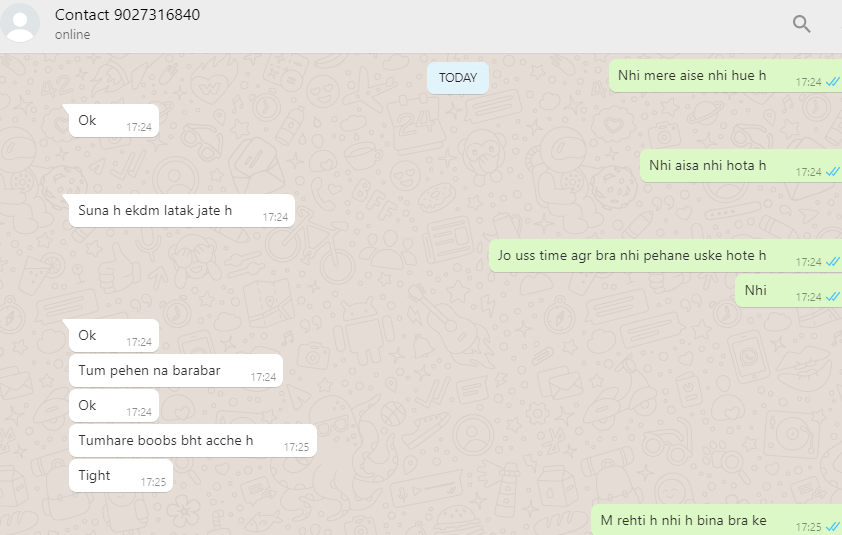 Contact 9027316840
online
TODAY
Nhi mere aise nhi hue h 17:24
Ok 17:24
Nhi aisa nhi hota h 17:24
Suna h ekdm latak jate h 17:24
Jo uss time agr bra nhi pehane uske hote h 17:24
Nhi 17:24
Ok 17:24
Tum pehen na barabar 17:24
Ok 17:24
Tumhare boobs bht acche h 17:25
Tight 17:25
M rehti h nhi h bina bra ke 17:25